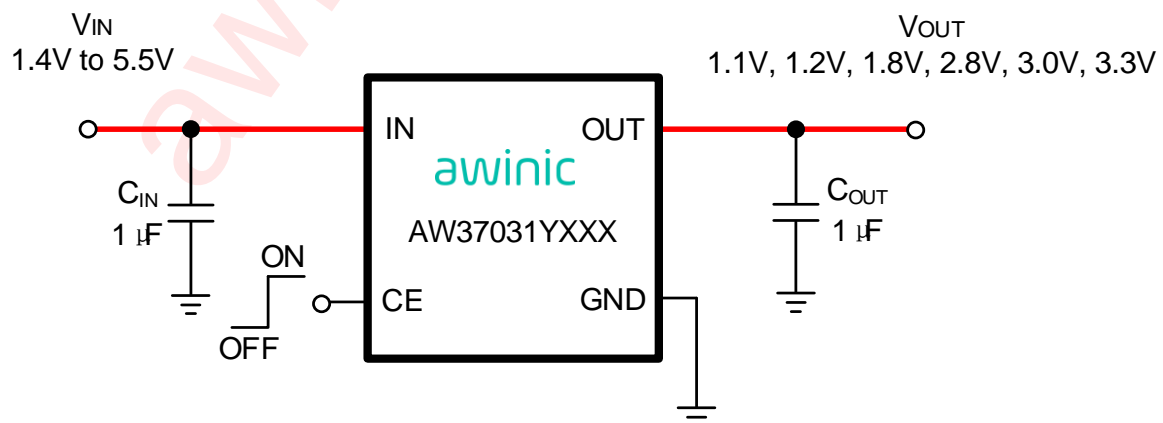 VIN
1.4V to 5.5V
VOUT
1.1V, 1.2V, 1.8V, 2.8V, 3.0V, 3.3V
IN
OUT
awinic
AW37031YXXX
CIN
1 μF
COUT
1 μF
ON
OFF
CE
GND
aw